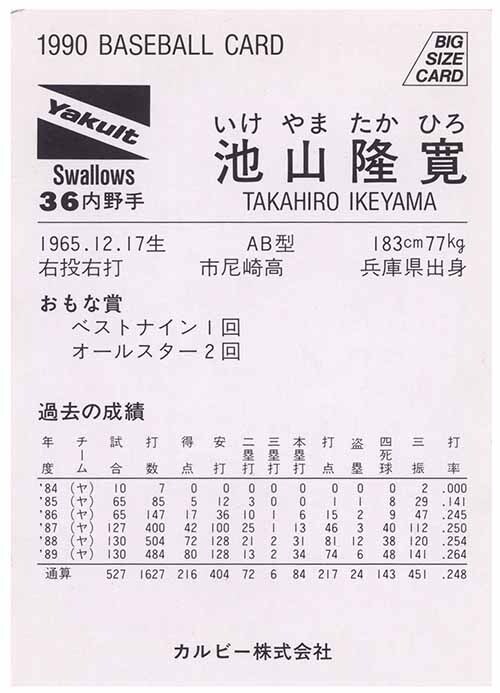 1990 BASEBALL CARD
BIG
SIZE
CARD
Yakult
Swallows
36内野手
いけ やま たか ひろ
池山隆寛
TAKAHIRO IKEYAMA
1965.12.17生 AB型 183cm77kg
右投右打 市尼崎高 兵庫県出身
おもな賞
ベストナイン1回
オールスター2回
過去の成績
年度 チーム 試合 打数 得点 安打 二塁打 三塁打 本塁打 打点 盗塁 四死球 三振 打率
'84 (ヤ) 10 7 0 0 0 0 0 0 0 0 2 .000
'85 (ヤ) 65 85 5 12 3 0 0 1 1 8 29 .141
'86 (ヤ) 65 147 17 36 10 1 6 15 2 9 47 .245
'87 (ヤ) 127 400 42 100 25 1 13 46 3 40 112 .250
'88 (ヤ) 130 504 72 128 21 2 31 81 12 38 120 .254
'89 (ヤ) 130 484 80 128 13 2 34 74 6 48 141 .264
通算 527 1627 216 404 72 6 84 217 24 143 451 .248
カルビー株式会社